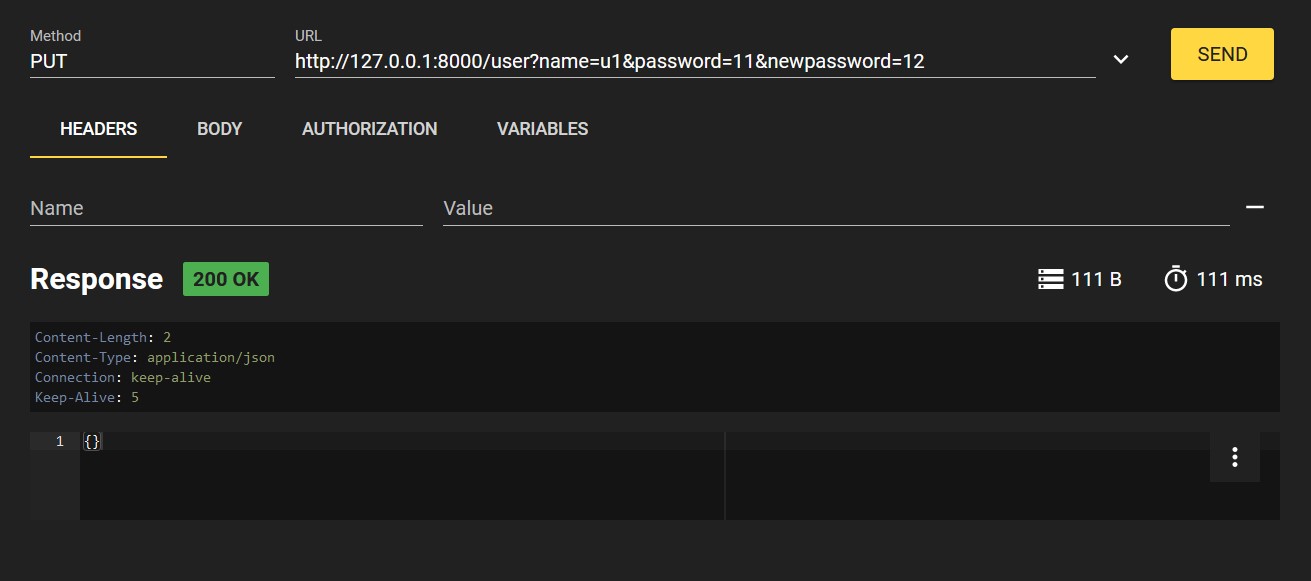 Method
PUT
URL
http://127.0.0.1:8000/user?name=u1&password=11&newpassword=12
SEND
HEADERS BODY AUTHORIZATION VARIABLES
Name Value
Response 200 OK 111 B 111 ms
Content-Length: 2
Content-Type: application/json
Connection: keep-alive
Keep-Alive: 5
1 {}